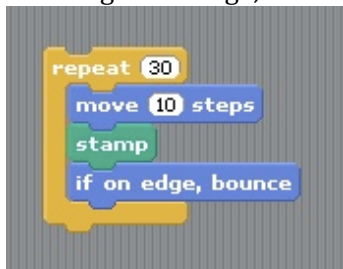 repeat 30
move 10 steps
stamp
if on edge, bounce